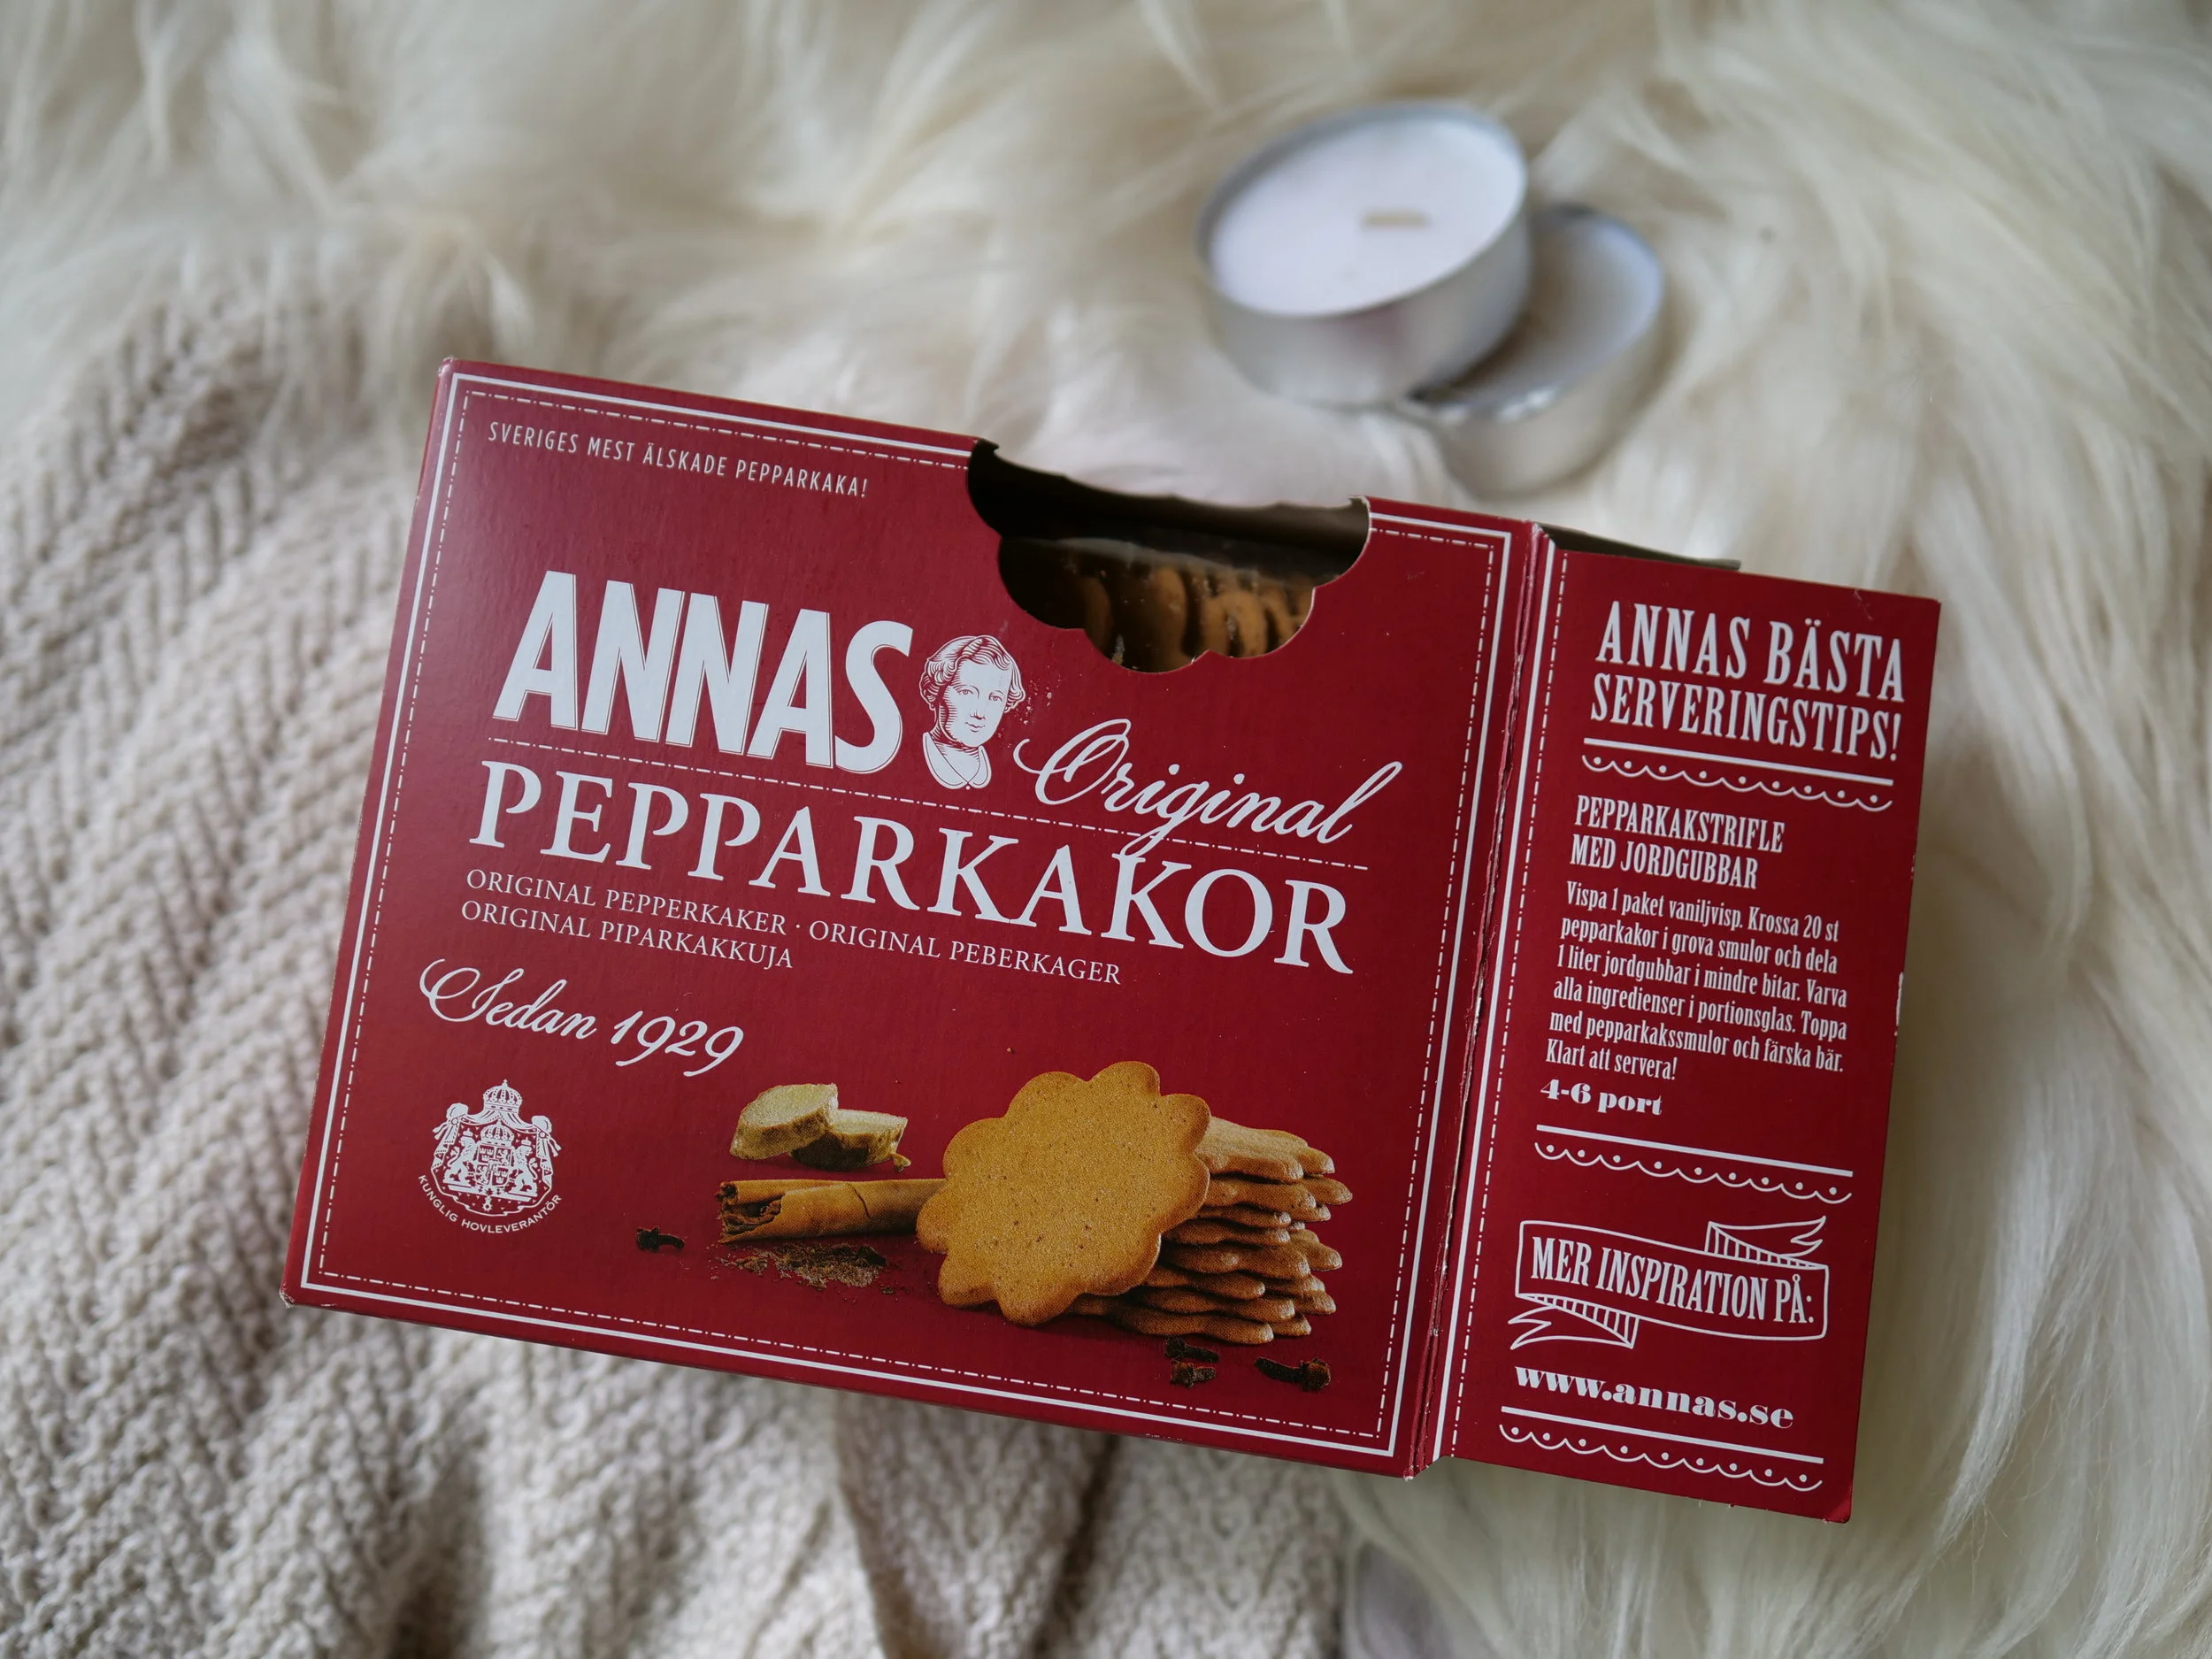 SVERIGES MEST ÄLSKADE PEPPARKAKA!
ANNAS
Original
PEPPARKAKOR
ORIGINAL PEPPERKAKER · ORIGINAL PEBERKAGER
ORIGINAL PIPARKAKKUJA
Sedan 1929
KUNGLIG HOVLEVERANTÖR
ANNAS BÄSTA
SERVERINGSTIPS!
PEPPARKAKSTRIFLE
MED JORDGUBBAR
Vispa 1 paket vaniljvisp. Krossa 20 st
pepparkakor i grova smulor och dela
1 liter jordgubbar i mindre bitar. Varva
alla ingredienser i portionsglas. Toppa
med pepparkakssmulor och färska bär.
Klart att servera!
4-6 port
MER INSPIRATION PÅ:
www.annas.se